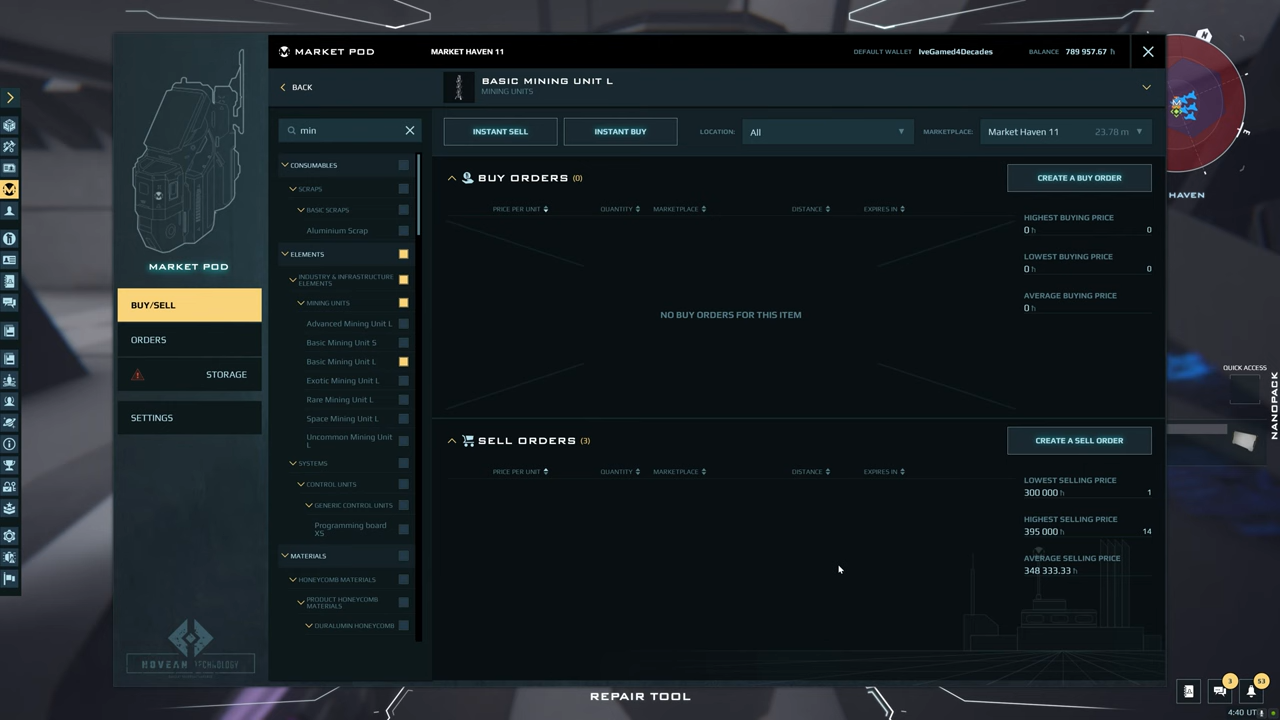 MARKET POD
MARKET HAVEN 11
DEFAULT WALLET
IveGamed4Decades
BALANCE
789 957.67 ħ
BACK
BASIC MINING UNIT L
MINING UNITS
min
INSTANT SELL
INSTANT BUY
LOCATION:
All
MARKETPLACE:
Market Haven 11
23.78 m
MARKET POD
BUY/SELL
ORDERS
STORAGE
SETTINGS
NOVEAN TECHNOLOGY
CONSUMABLES
SCRAPS
BASIC SCRAPS
Aluminium Scrap
ELEMENTS
INDUSTRY & INFRASTRUCTURE
ELEMENTS
MINING UNITS
Advanced Mining Unit L
Basic Mining Unit S
Basic Mining Unit L
Exotic Mining Unit L
Rare Mining Unit L
Space Mining Unit L
Uncommon Mining Unit
L
SYSTEMS
CONTROL UNITS
GENERIC CONTROL UNITS
Programming board
XS
MATERIALS
HONEYCOMB MATERIALS
PRODUCT HONEYCOMB
MATERIALS
DURALUMIN HONEYCOMB
BUY ORDERS (0)
CREATE A BUY ORDER
PRICE PER UNIT
QUANTITY
MARKETPLACE
DISTANCE
EXPIRES IN
NO BUY ORDERS FOR THIS ITEM
HIGHEST BUYING PRICE
0 ħ
0
LOWEST BUYING PRICE
0 ħ
0
AVERAGE BUYING PRICE
0 ħ
SELL ORDERS (3)
CREATE A SELL ORDER
PRICE PER UNIT
QUANTITY
MARKETPLACE
DISTANCE
EXPIRES IN
LOWEST SELLING PRICE
300 000 ħ
1
HIGHEST SELLING PRICE
395 000 ħ
14
AVERAGE SELLING PRICE
348 333.33 ħ
N
HAVEN
QUICK ACCESS
NANOPACK
REPAIR TOOL
3
53
4:40 UT